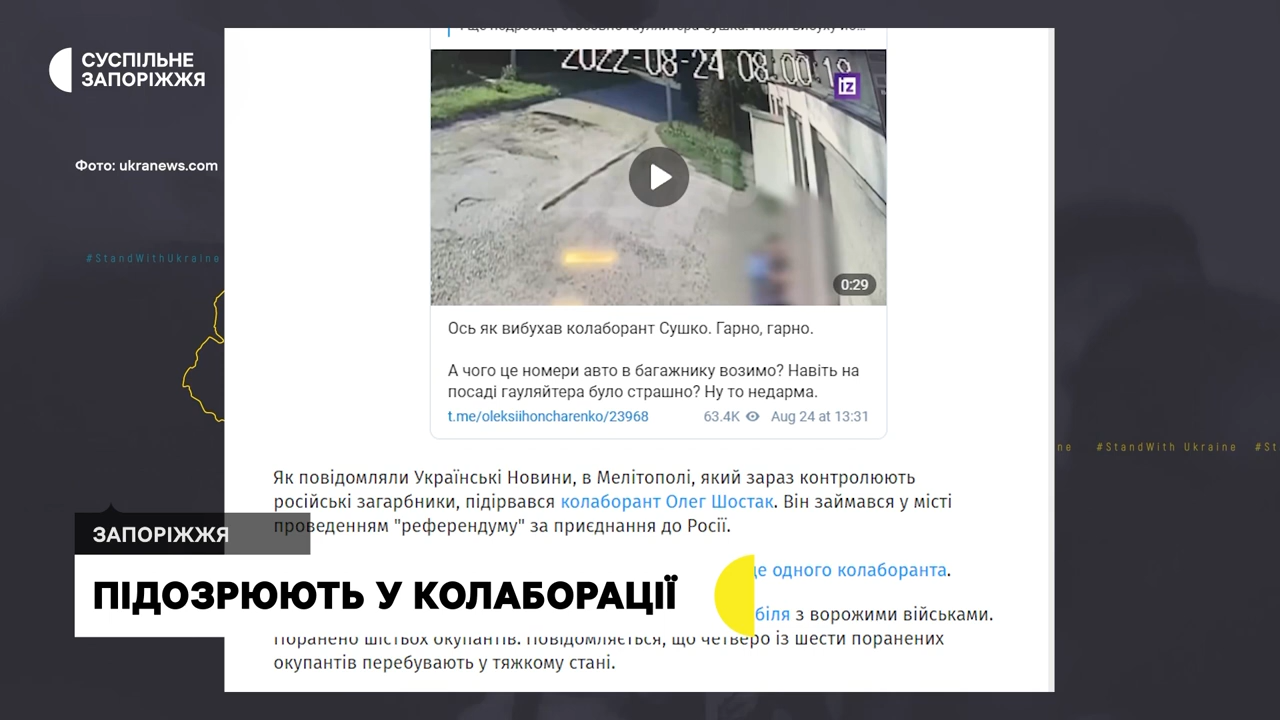 СУСПІЛЬНЕ
ЗАПОРІЖЖЯ
Фото: ukranews.com
#StandWithUkraine
2022-08-24 08:00:19
iz
0:29
Ось як вибухав колаборант Сушко. Гарно, гарно.
А чого це номери авто в багажнику возимо? Навіть на
посаді гауляйтера було страшно? Ну то недарма.
t.me/oleksiihoncharenko/23968 63.4K Aug 24 at 13:31
#StandWith Ukraine
Як повідомляли Українські Новини, в Мелітополі, який зараз контролюють
російські загарбники, підірвався колаборант Олег Шостак. Він займався у місті
проведенням "референдуму" за приєднання до Росії.
ЗАПОРІЖЖЯ
ПІДОЗРЮЮТЬ У КОЛАБОРАЦІЇ
одного колаборанта.
з ворожими військами.
Поранено шістьох окупантів. Повідомляється, що четверо із шести поранених
окупантів перебувають у тяжкому стані.